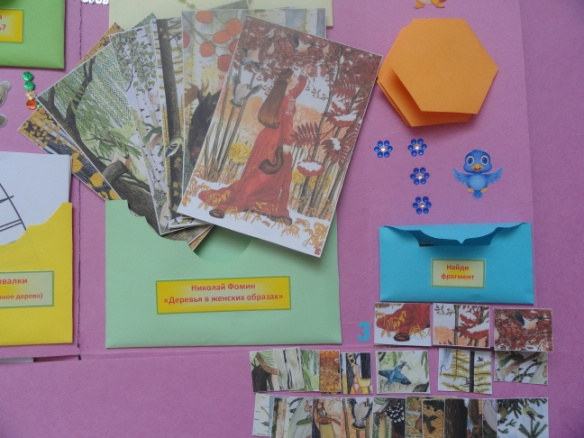 Найди
фрагмент
Николай Фомин
«Деревья в женских образах»
3